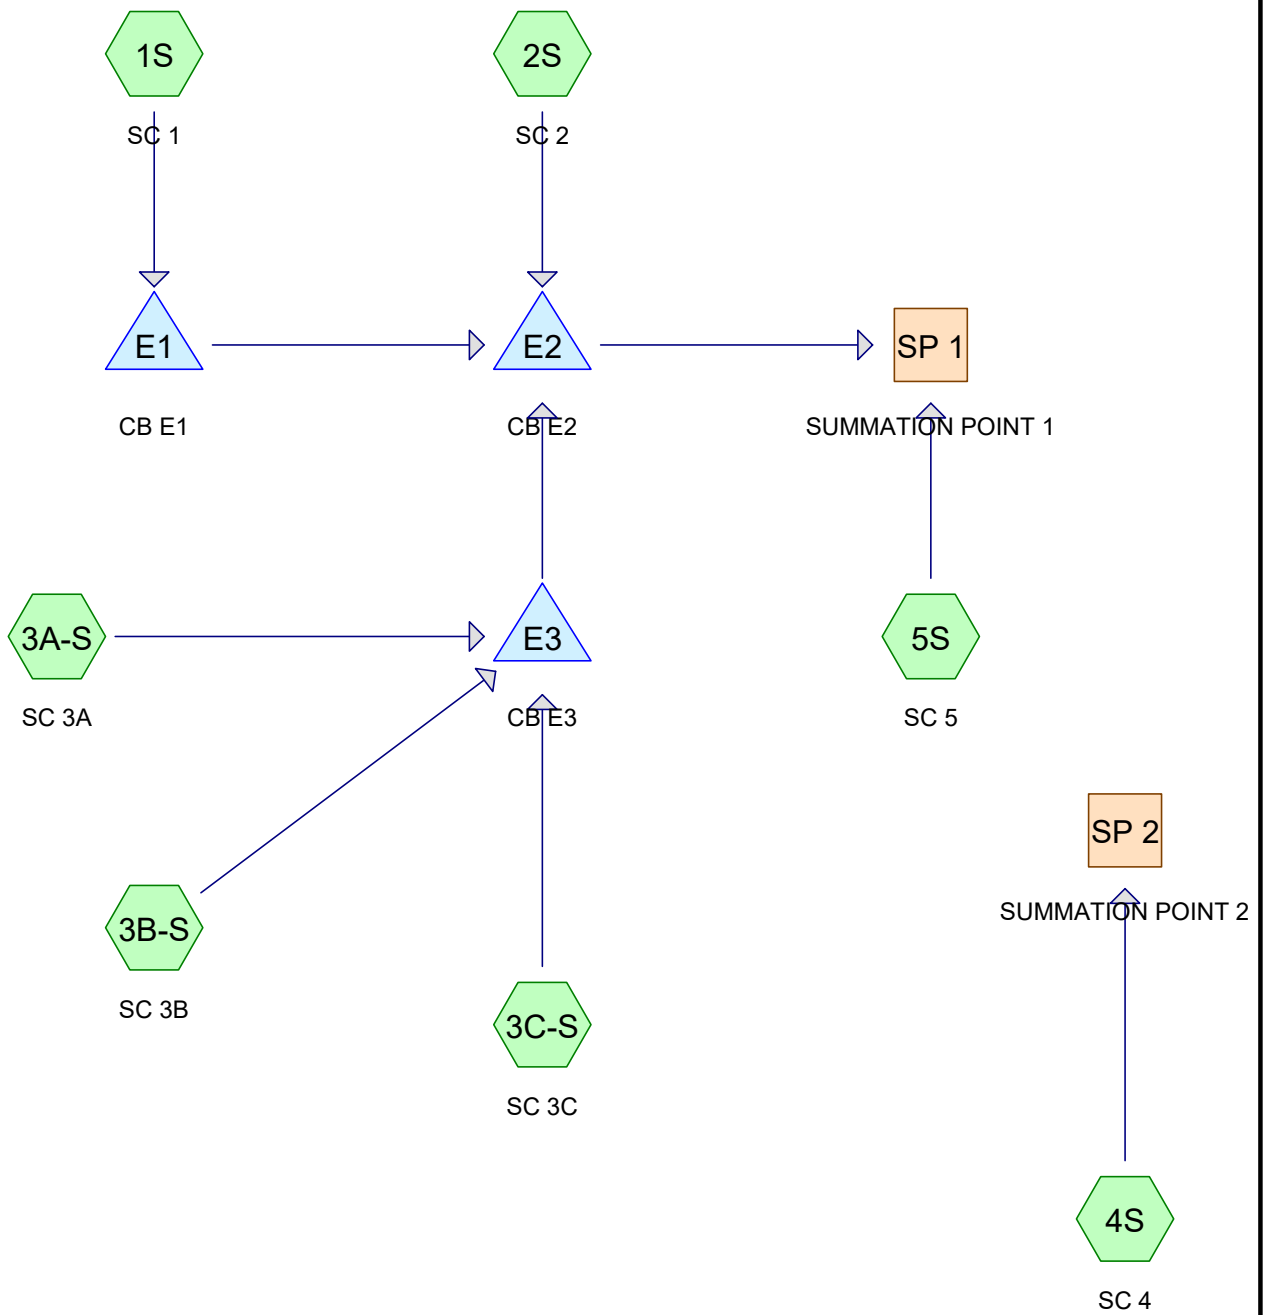 1S
2S
SC 1
SC 2
E1
E2
SP 1
CB E1
CB E2
SUMMATION POINT 1
3A-S
E3
5S
SC 3A
CB E3
SC 5
SP 2
3B-S
SUMMATION POINT 2
SC 3B
3C-S
SC 3C
4S
SC 4